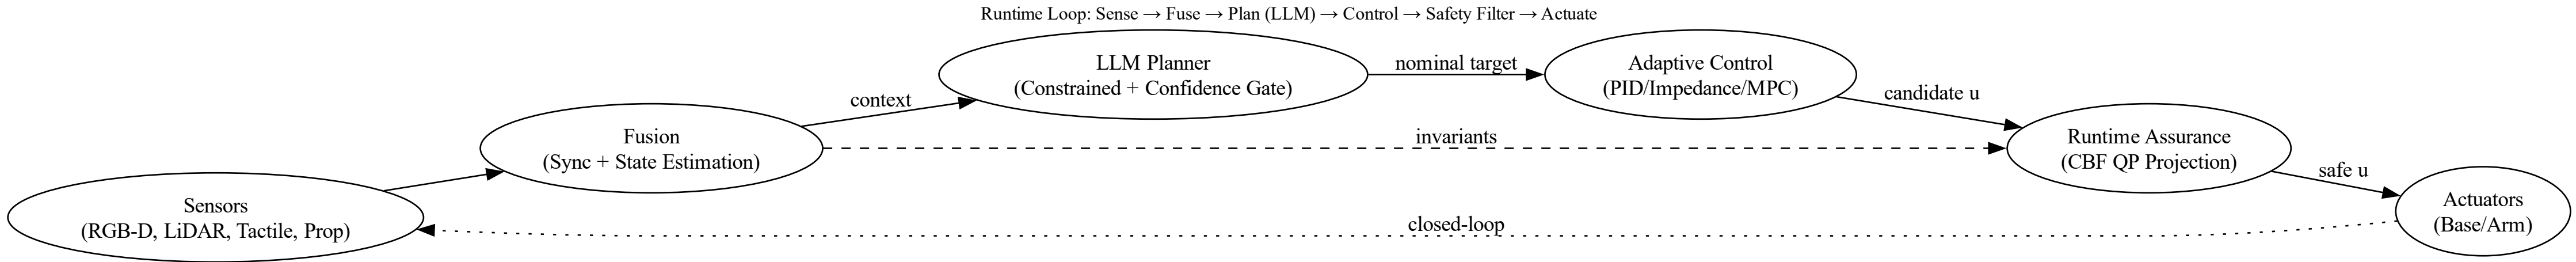 Runtime Loop: Sense → Fuse → Plan (LLM) → Control → Safety Filter → Actuate
Sensors
(RGB-D, LiDAR, Tactile, Prop)
Fusion
(Sync + State Estimation)
context
LLM Planner
(Constrained + Confidence Gate)
nominal target
Adaptive Control
(PID/Impedance/MPC)
candidate u
invariants
Runtime Assurance
(CBF QP Projection)
safe u
Actuators
(Base/Arm)
closed-loop